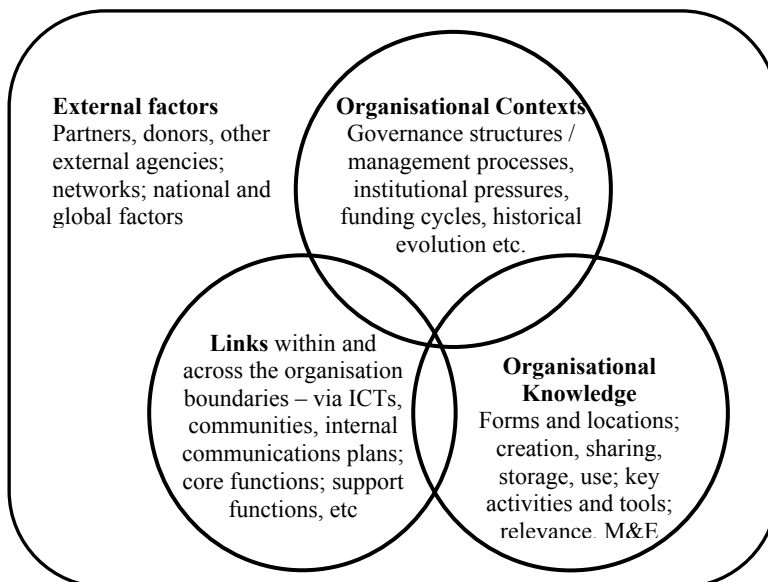 External factors
Partners, donors, other
external agencies;
networks; national and
global factors
Organisational Contexts
Governance structures /
management processes,
institutional pressures,
funding cycles, historical
evolution etc.
Links within and
across the organisation
boundaries – via ICTs,
communities, internal
communications plans;
core functions; support
functions, etc
Organisational
Knowledge
Forms and locations;
creation, sharing,
storage, use; key
activities and tools;
relevance, M&E